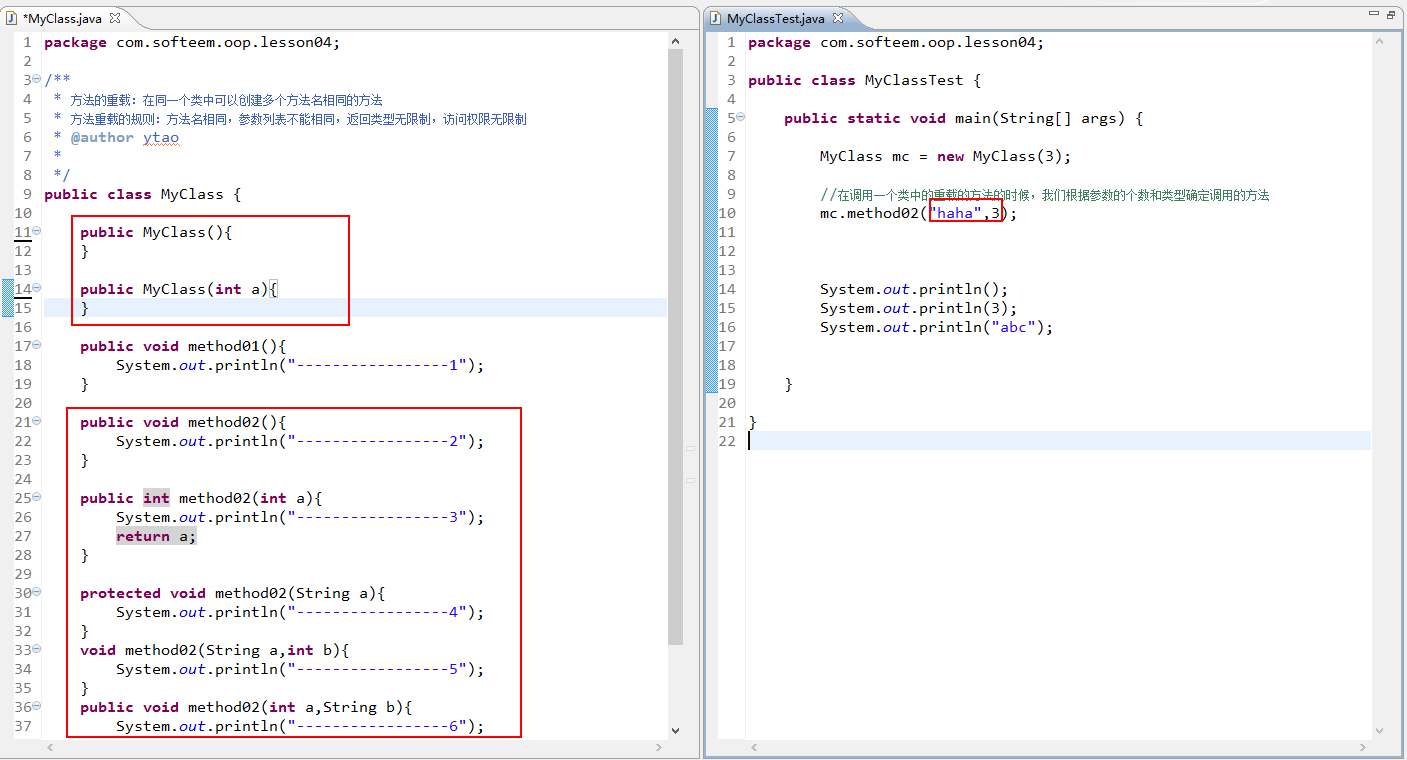 *MyClass.java
1 package com.softeem.oop.lesson04;
2
3 /**
4 * 方法的重载：在同一个类中可以创建多个方法名相同的方法
5 * 方法重载的规则：方法名相同，参数列表不能相同，返回类型无限制，访问权限无限制
6 * @author ytao
7 *
8 */
9 public class MyClass {
10
11 public MyClass(){
12 }
13
14 public MyClass(int a){
15 }
16
17 public void method01(){
18 System.out.println("-----------------1");
19 }
20
21 public void method02(){
22 System.out.println("-----------------2");
23 }
24
25 public int method02(int a){
26 System.out.println("-----------------3");
27 return a;
28 }
29
30 protected void method02(String a){
31 System.out.println("-----------------4");
32 }
33 void method02(String a,int b){
34 System.out.println("-----------------5");
35 }
36 public void method02(int a,String b){
37 System.out.println("-----------------6");
MyClassTest.java
1 package com.softeem.oop.lesson04;
2
3 public class MyClassTest {
4
5 public static void main(String[] args) {
6
7 MyClass mc = new MyClass(3);
8
9 //在调用一个类中的重载的方法的时候，我们根据参数的个数和类型确定调用的方法
10 mc.method02("haha",3);
11
12
13
14 System.out.println();
15 System.out.println(3);
16 System.out.println("abc");
17
18
19 }
20
21 }
22